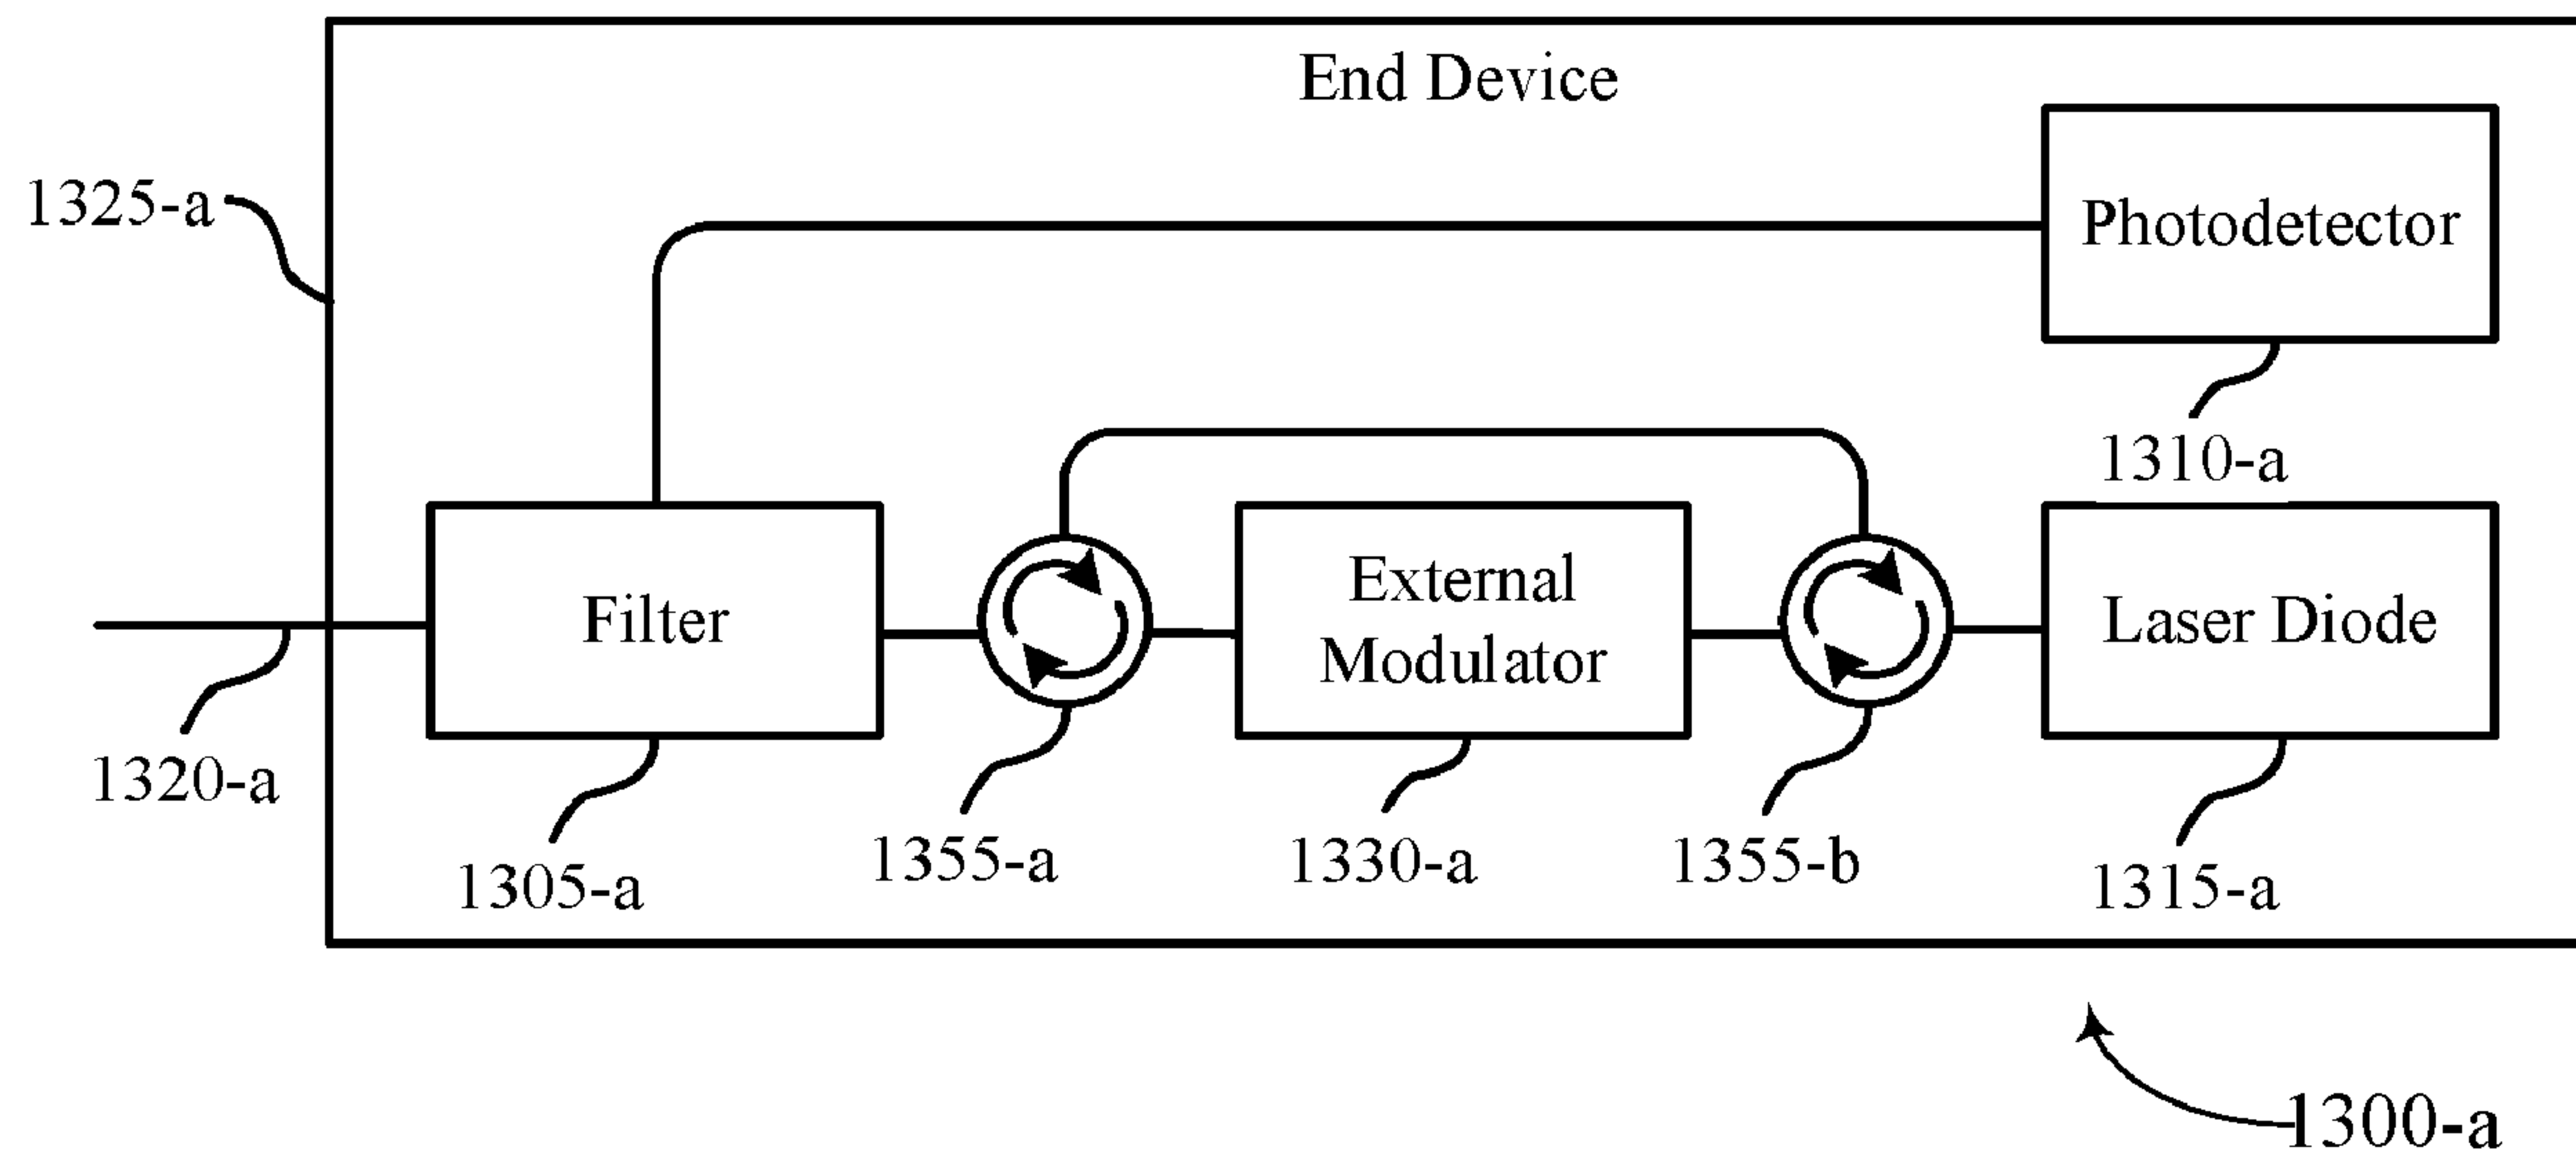 End Device
1325-a
Photodetector
1310-a
Filter
External
Modulator
Laser Diode
1320-a
1305-a
1355-a
1330-a
1355-b
1315-a
1300-a